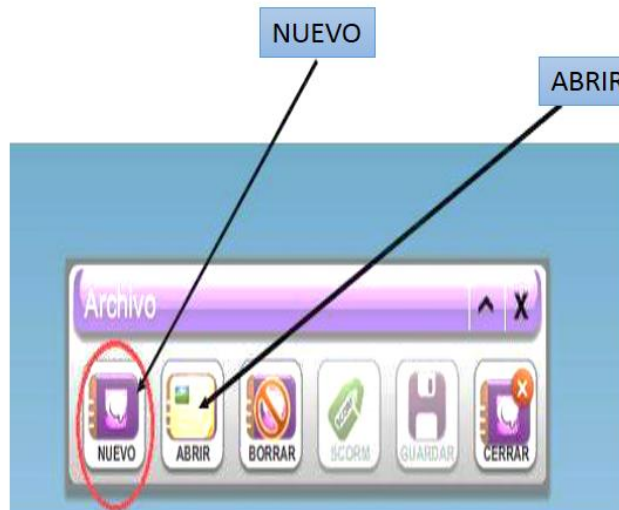 NUEVO
ABRIR
Archivo
X
NUEVO
ABRIR
BORRAR
SCORM
GUARDAR
CERRAR